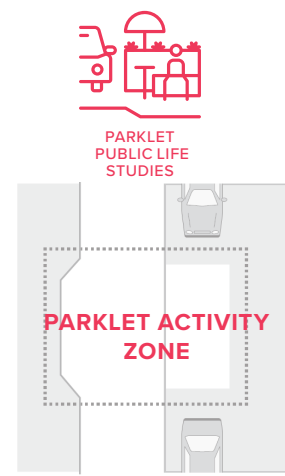 PARKLET
PUBLIC LIFE
STUDIES
PARKLET ACTIVITY
ZONE